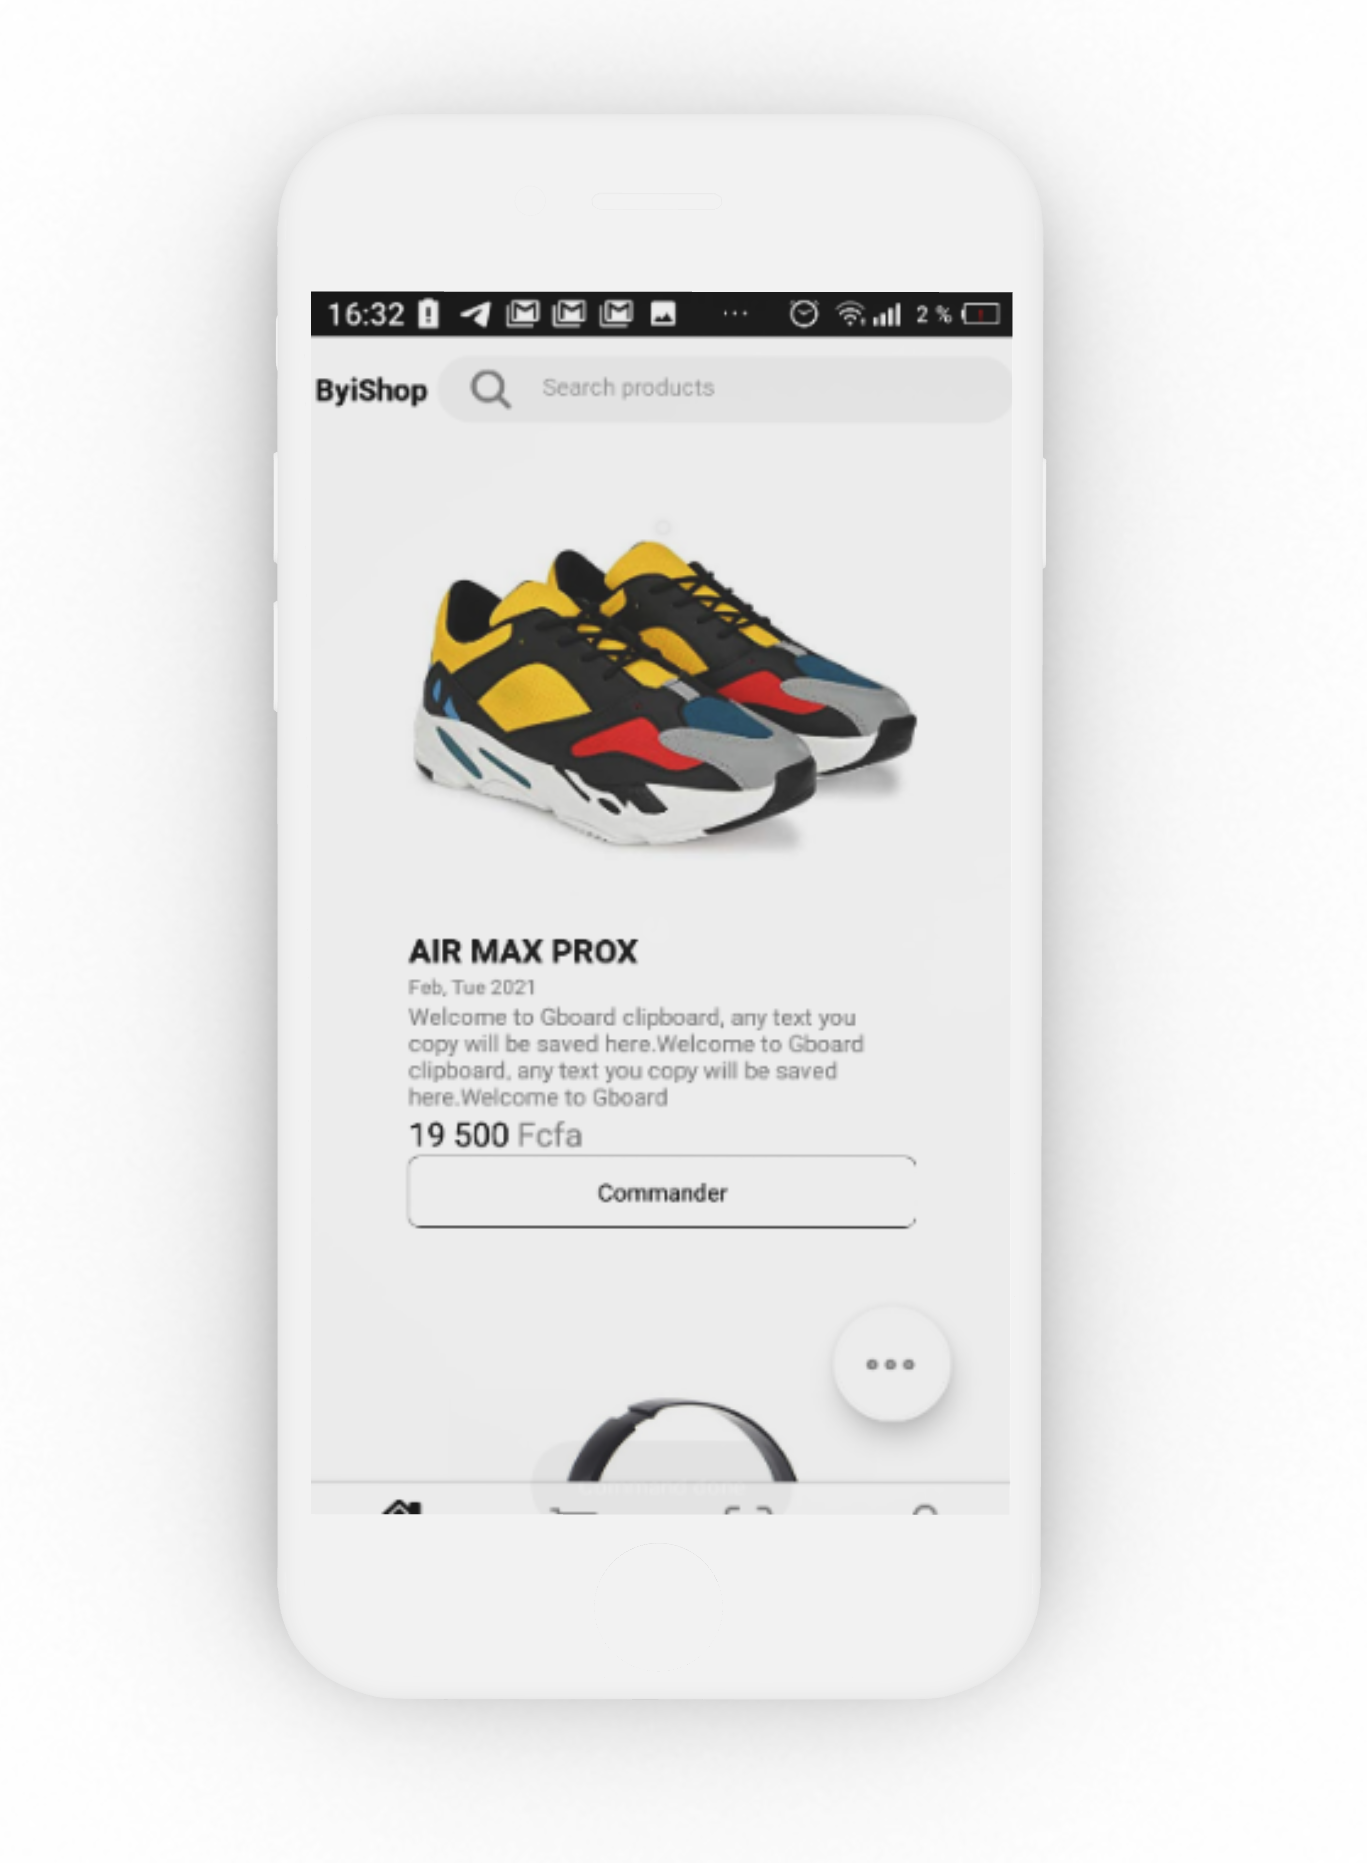 16:32 ... 2 %
ByiShop Search products
AIR MAX PROX
Feb, Tue 2021
Welcome to Gboard clipboard, any text you
copy will be saved here.Welcome to Gboard
clipboard, any text you copy will be saved
here.Welcome to Gboard
19 500 Fcfa
Commander